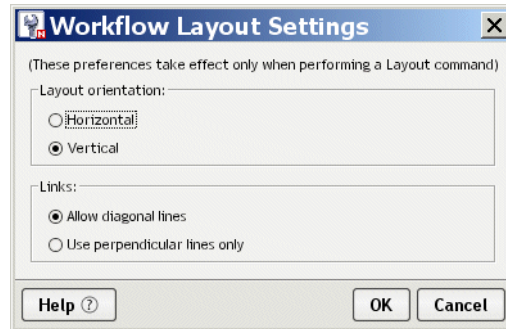 Workflow Layout Settings
(These preferences take effect only when performing a Layout command)
Layout orientation:
Horizontal
Vertical
Links:
Allow diagonal lines
Use perpendicular lines only
Help ?
OK
Cancel